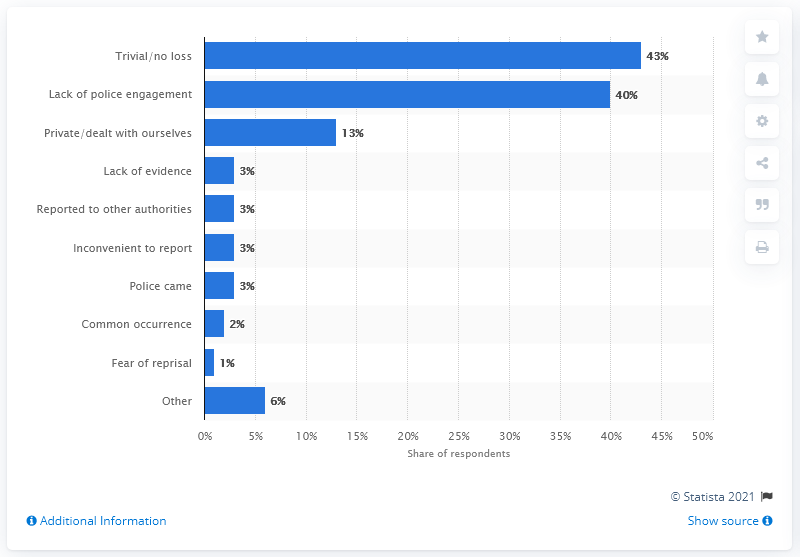 Trivial/no loss 43%
Lack of police engagement 40%
Private/dealt with ourselves 13%
Lack of evidence 3%
Reported to other authorities 3%
Inconvenient to report 3%
Police came 3%
Common occurrence 2%
Fear of reprisal 1%
Other 6%
0% 5% 10% 15% 20% 25% 30% 35% 40% 45% 50%
Share of respondents
© Statista 2021
Additional Information Show source